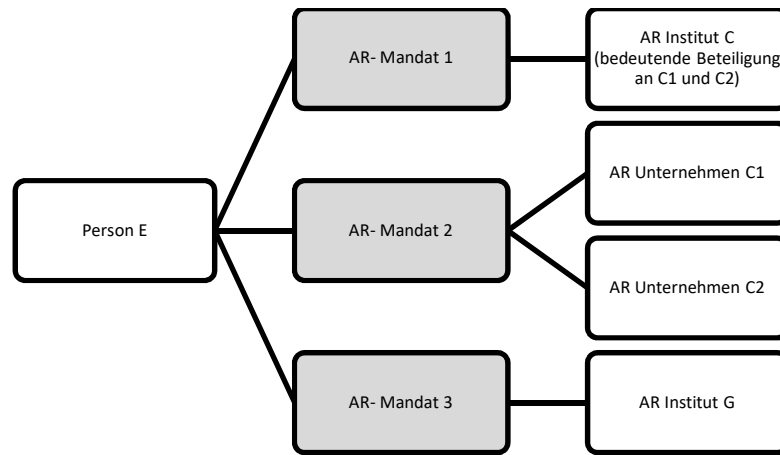 Person E
AR- Mandat 1
AR Institut C
(bedeutende Beteiligung
an C1 und C2)
AR- Mandat 2
AR Unternehmen C1
AR Unternehmen C2
AR- Mandat 3
AR Institut G